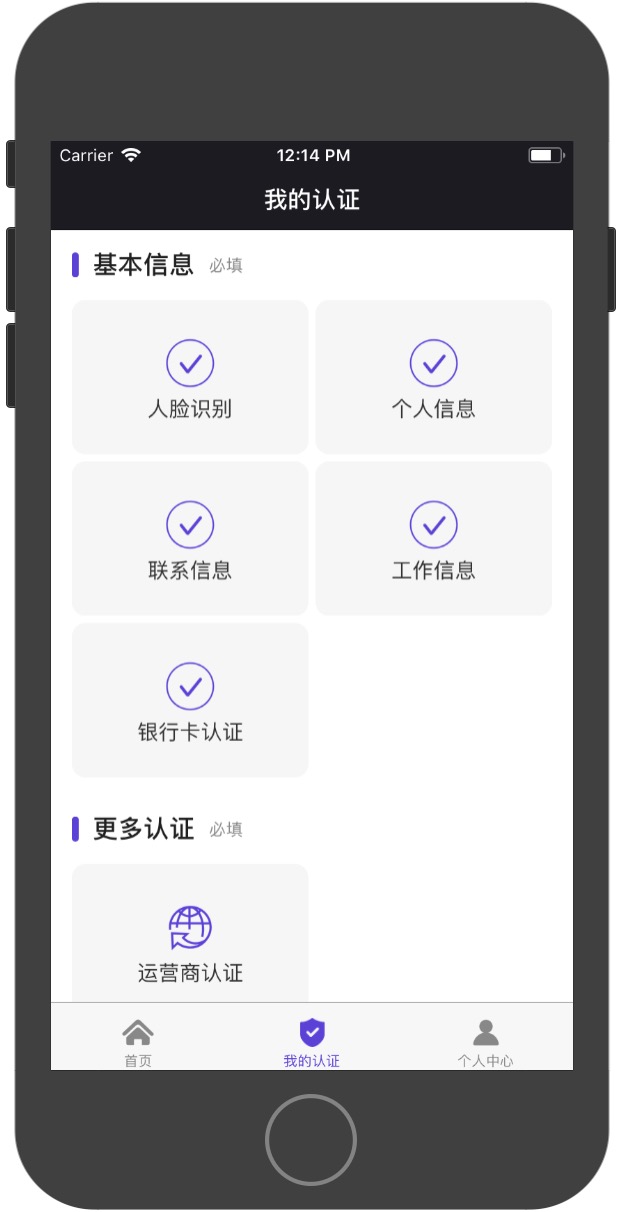 Carrier 12:14 PM
我的认证
基本信息 必填
人脸识别 个人信息
联系信息 工作信息
银行卡认证
更多认证 必填
运营商认证
首页 我的认证 个人中心